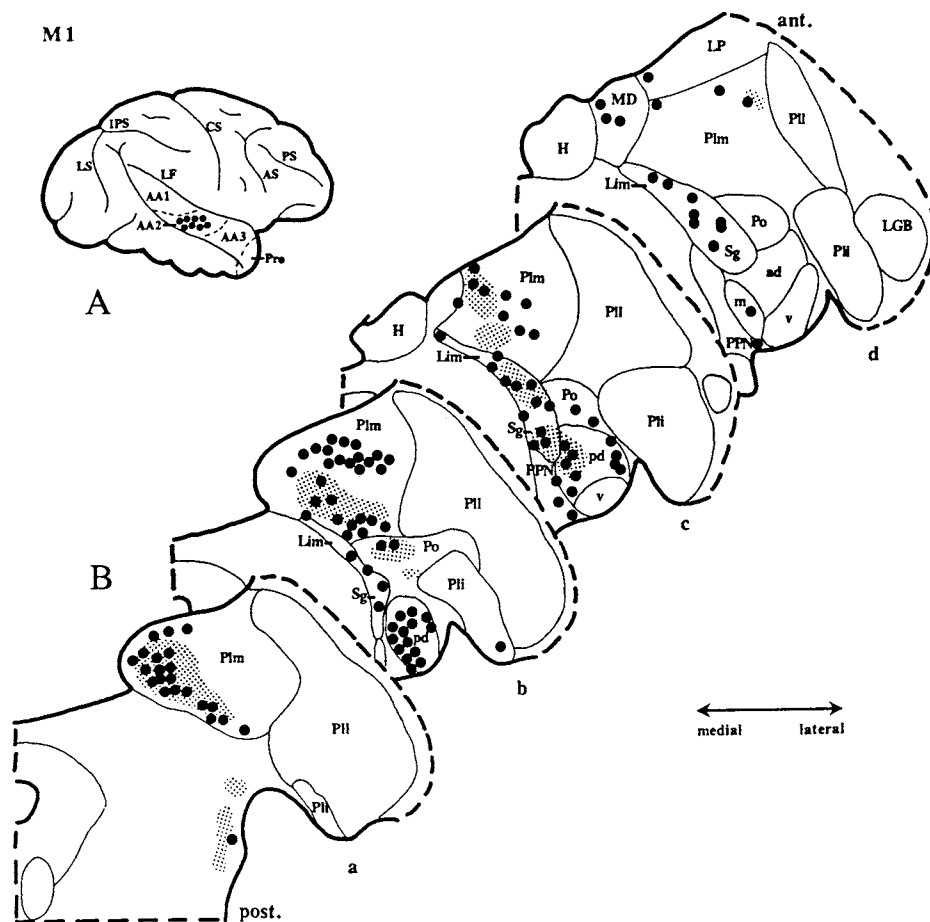 M1
IPS
CS
PS
LS
LF
AS
AA1
AA2
AA3
Pro
A
ant.
LP
MD
Pll
Plm
H
Lim
Po
LGB
Sg
ad
Pli
m
v
PPN
d
Plm
Pll
H
Lim
Po
Pli
Sg
PPN
pd
v
c
Plm
Pll
Lim
Po
B
Pli
Sg
pd
b
Plm
Pll
medial lateral
Pli
a
post.